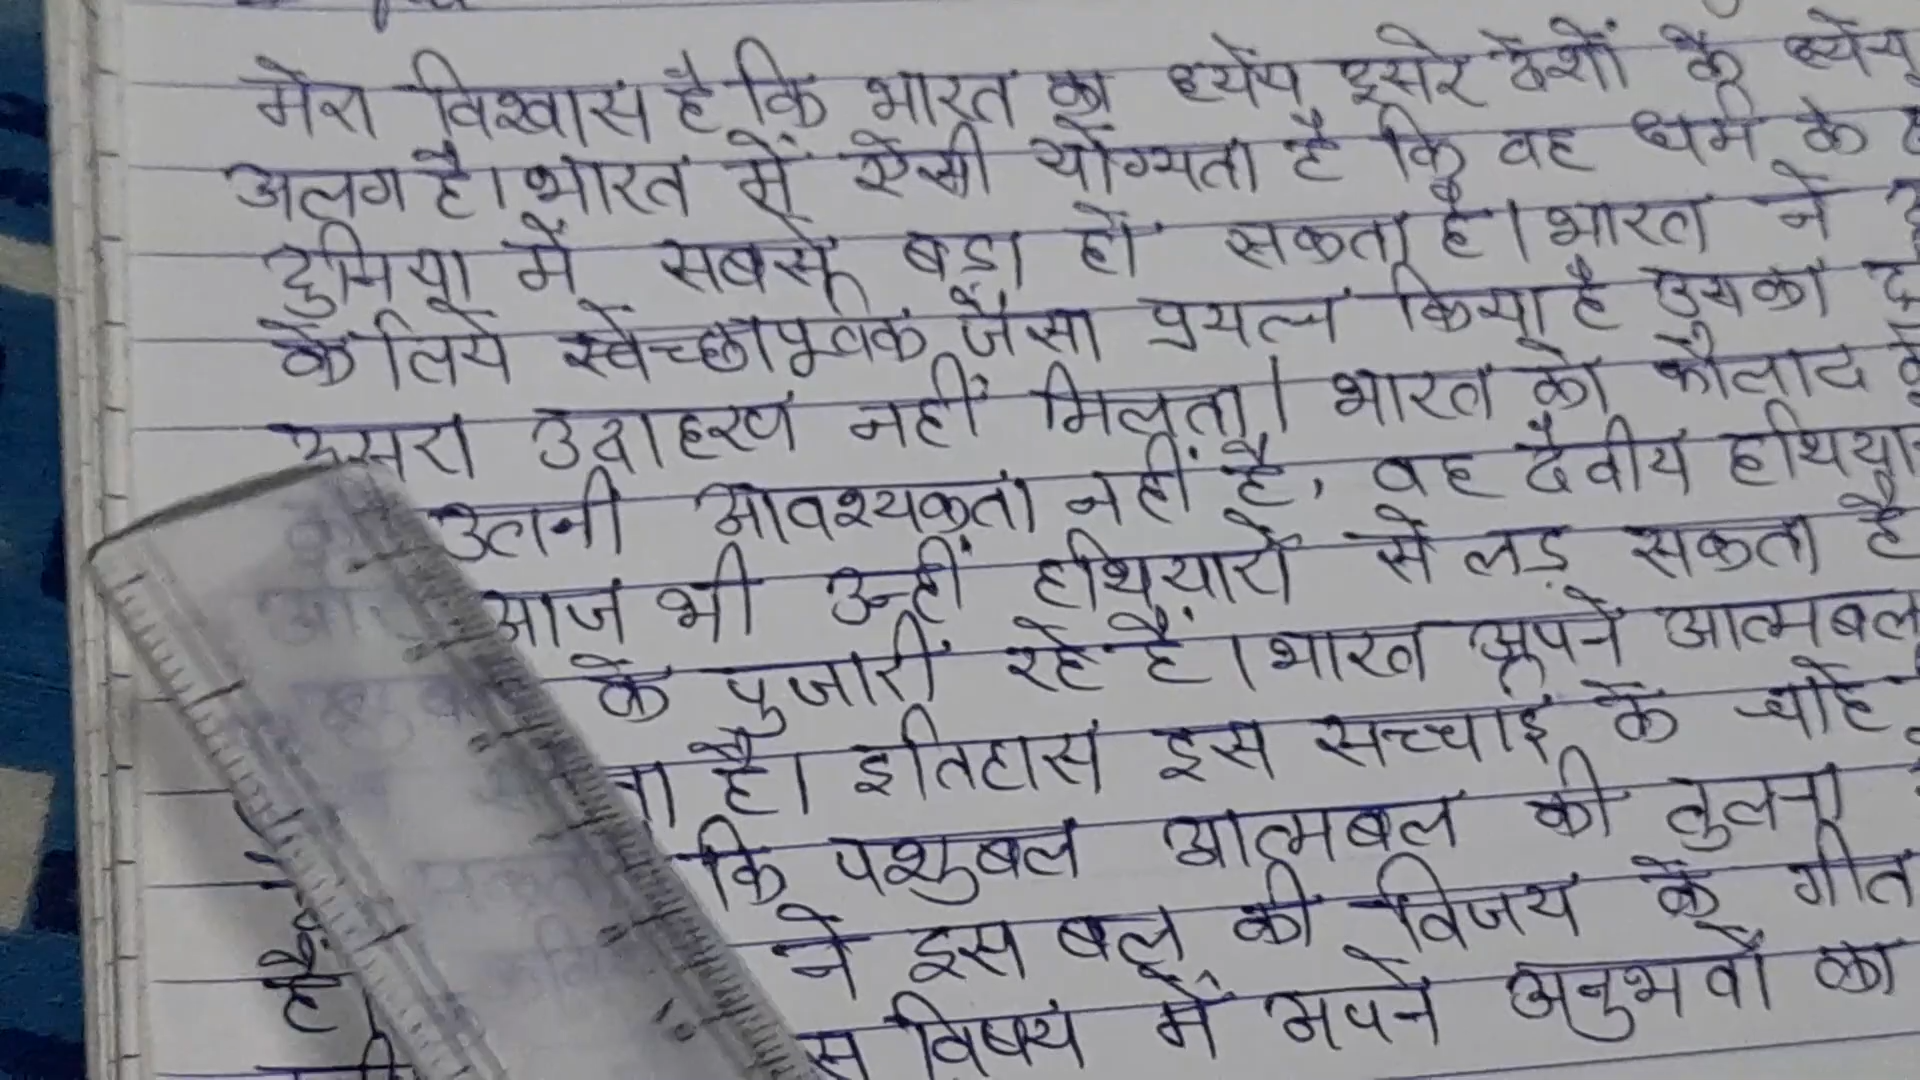 मेरा विश्वास है कि भारत का ध्येय दूसरे देशों के ध्येय
अलग है। भारत में ऐसी योग्यता है कि वह धर्म के
दुनिया में सबसे बड़ा हो सकता है। भारत ने
के लिये स्वेच्छापूर्वक जैसा प्रयत्न किया है उसका
दूसरा उदाहरण नहीं मिलता। भारत को फौलाद के
उतनी आवश्यकता नहीं है, वह दैवीय हथियार
आज भी उन्हीं हथियारों से लड़ सकता है
के पुजारी रहे हैं। भारत अपने आत्मबल
है। इतिहास इस सच्चाई के चाहे
कि पशुबल आत्मबल की तुलना
ने इस बल की विजय के गीत
विषय में अपने अनुभवों का